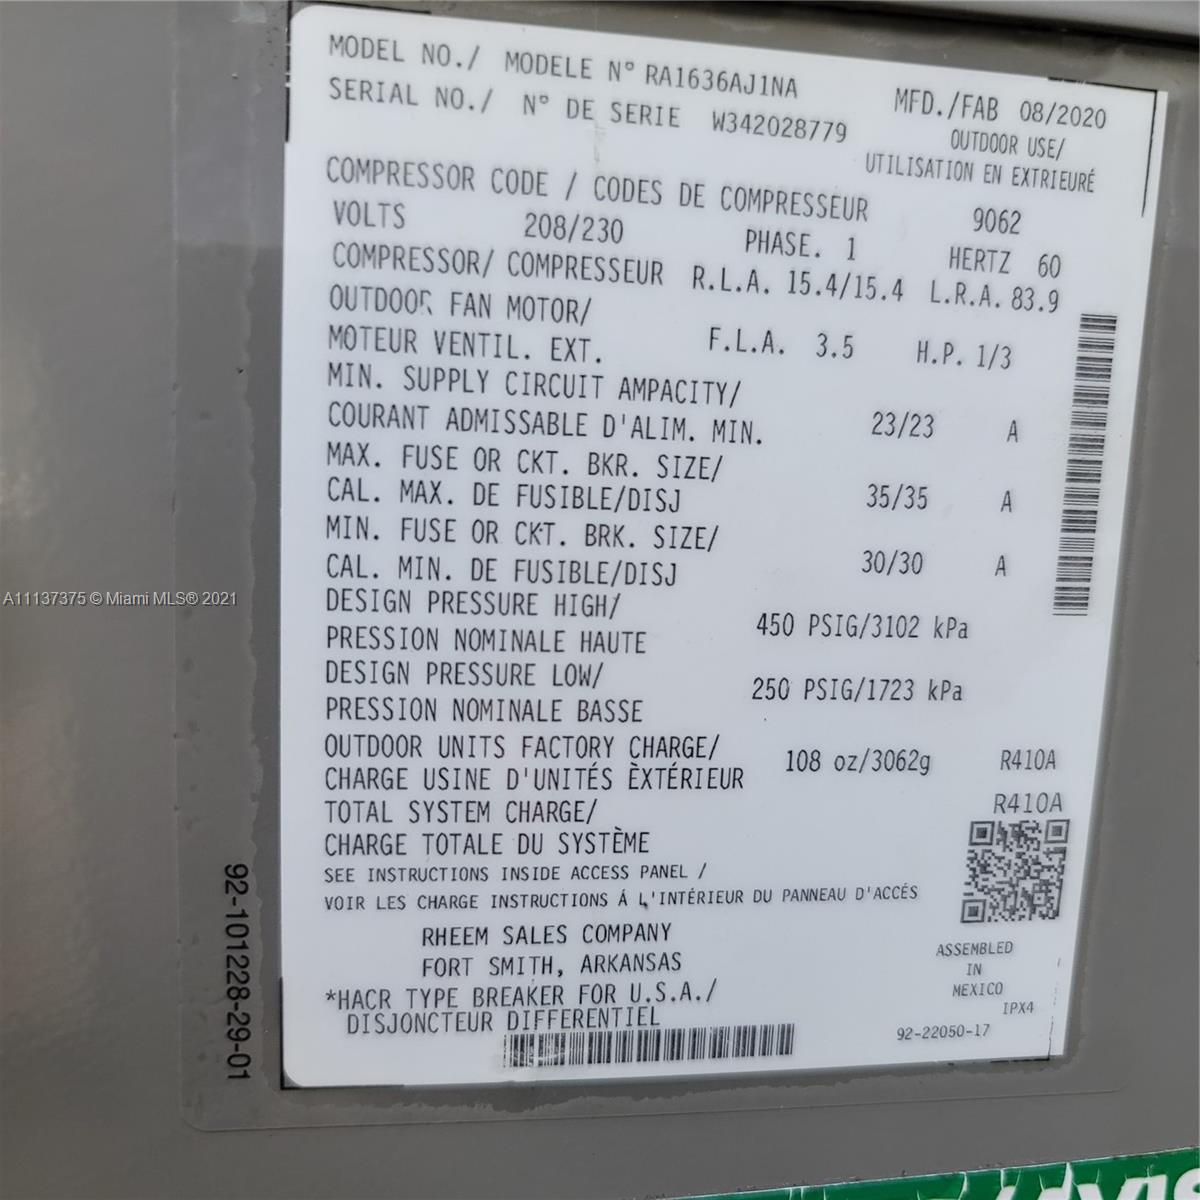 MODEL NO./ MODELE N° RA1636AJ1NA
MFD./FAB 08/2020
SERIAL NO./ N° DE SERIE W342028779
OUTDOOR USE/
UTILISATION EN EXTRIEURÉ
COMPRESSOR CODE / CODES DE COMPRESSEUR 9062
VOLTS 208/230 PHASE. 1 HERTZ 60
COMPRESSOR/ COMPRESSEUR R.L.A. 15.4/15.4 L.R.A. 83.9
OUTDOOR FAN MOTOR/
MOTEUR VENTIL. EXT. F.L.A. 3.5 H.P. 1/3
MIN. SUPPLY CIRCUIT AMPACITY/
COURANT ADMISSABLE D'ALIM. MIN. 23/23 A
MAX. FUSE OR CKT. BKR. SIZE/
CAL. MAX. DE FUSIBLE/DISJ 35/35 A
MIN. FUSE OR CKT. BRK. SIZE/
CAL. MIN. DE FUSIBLE/DISJ 30/30 A
DESIGN PRESSURE HIGH/
PRESSION NOMINALE HAUTE 450 PSIG/3102 kPa
DESIGN PRESSURE LOW/
PRESSION NOMINALE BASSE 250 PSIG/1723 kPa
OUTDOOR UNITS FACTORY CHARGE/
CHARGE USINE D'UNITÉS ÈXTÉRIEUR 108 oz/3062g R410A
TOTAL SYSTEM CHARGE/ R410A
CHARGE TOTALE DU SYSTÈME
SEE INSTRUCTIONS INSIDE ACCESS PANEL /
VOIR LES CHARGE INSTRUCTIONS Á L'INTÉRIEUR DU PANNEAU D'ACCÉS
RHEEM SALES COMPANY
FORT SMITH, ARKANSAS
*HACR TYPE BREAKER FOR U.S.A./
DISJONCTEUR DIFFERENTIEL
ASSEMBLED
IN
MEXICO
IPX4
92-22050-17
92-101228-29-01
A11137375 © Miami MLS® 2021